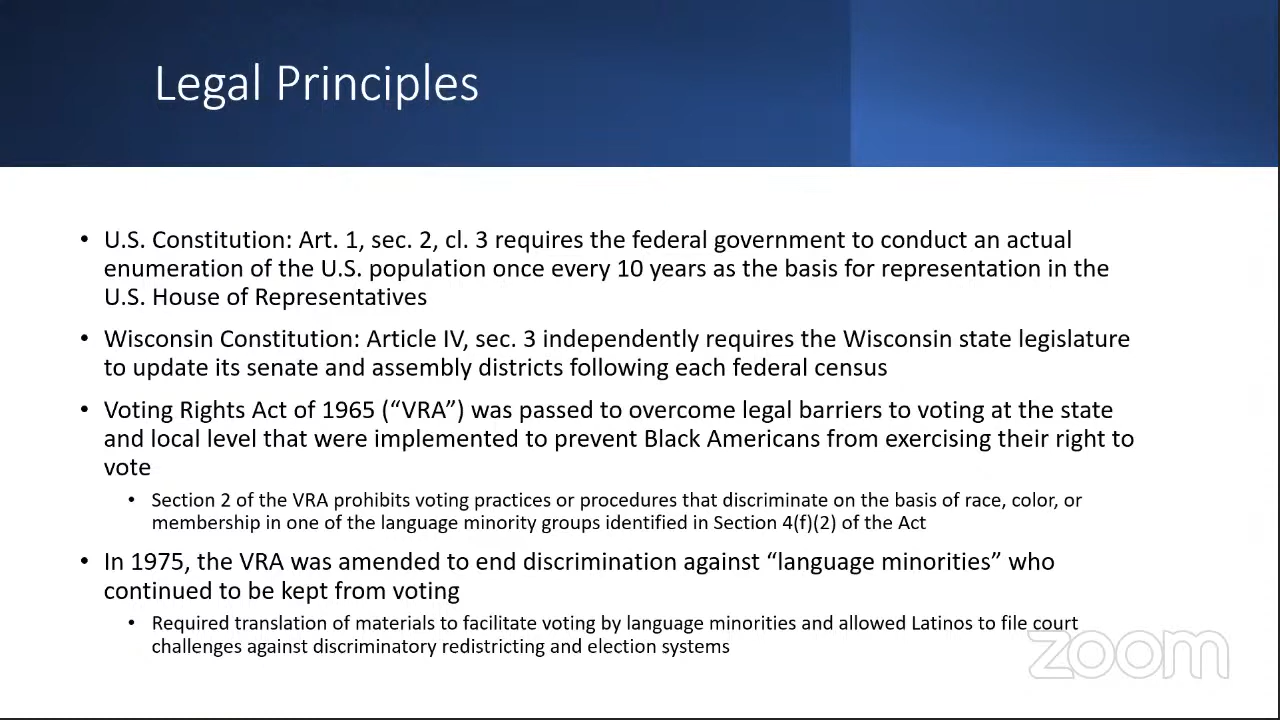 Legal Principles
• U.S. Constitution: Art. 1, sec. 2, cl. 3 requires the federal government to conduct an actual
enumeration of the U.S. population once every 10 years as the basis for representation in the
U.S. House of Representatives
• Wisconsin Constitution: Article IV, sec. 3 independently requires the Wisconsin state legislature
to update its senate and assembly districts following each federal census
• Voting Rights Act of 1965 (“VRA”) was passed to overcome legal barriers to voting at the state
and local level that were implemented to prevent Black Americans from exercising their right to
vote
• Section 2 of the VRA prohibits voting practices or procedures that discriminate on the basis of race, color, or
membership in one of the language minority groups identified in Section 4(f)(2) of the Act
• In 1975, the VRA was amended to end discrimination against “language minorities” who
continued to be kept from voting
• Required translation of materials to facilitate voting by language minorities and allowed Latinos to file court
challenges against discriminatory redistricting and election systems
zoom